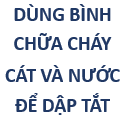 DÙNG BÌNH
CHỮA CHÁY
CÁT VÀ NƯỚC
ĐỂ DẬP TẮT